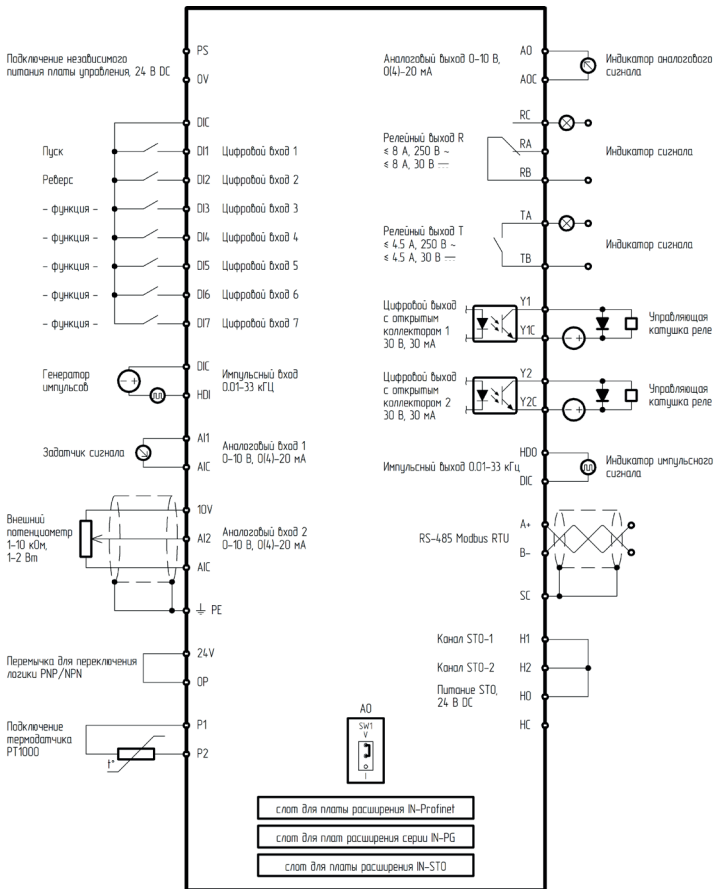 Подключение независимого
питания платы управления, 24 В DC
PS
0V
DIC
Пуск
DI1 Цифровой вход 1
Реверс
DI2 Цифровой вход 2
- функция -
DI3 Цифровой вход 3
- функция -
DI4 Цифровой вход 4
- функция -
DI5 Цифровой вход 5
- функция -
DI6 Цифровой вход 6
- функция -
DI7 Цифровой вход 7
Генератор
импульсов
- +
DIC
HDI
Импульсный вход
0.01-33 кГЦ
Задатчик сигнала
AI1
AIC
Аналоговый вход 1
0-10 В, 0(4)-20 мА
Внешний
потенциометр
1-10 кОм,
1-2 Вт
10V
AI2
AIC
Аналоговый вход 2
0-10 В, 0(4)-20 мА
PE
Перемычка для переключения
логики PNP/NPN
24V
OP
Подключение
термодатчика
PT1000
t°
P1
P2
Аналоговый выход 0-10 В,
0(4)-20 мА
AO
AOC
Индикатор аналогового
сигнала
Релейный выход R
≤ 8 А, 250 В ~
≤ 8 А, 30 В ⎓
RC
RA
RB
Индикатор сигнала
Релейный выход T
≤ 4.5 А, 250 В ~
≤ 4.5 А, 30 В ⎓
TA
TB
Индикатор сигнала
Цифровой выход
с открытым
коллектором 1
30 В, 30 мА
Y1
Y1C
- +
Управляющая
катушка реле
Цифровой выход
с открытым
коллектором 2
30 В, 30 мА
Y2
Y2C
- +
Управляющая
катушка реле
Импульсный выход 0.01-33 кГц
HDO
DIC
Индикатор импульсного
сигнала
RS-485 Modbus RTU
A+
B-
SC
Канал STO-1 H1
Канал STO-2 H2
Питание STO,
24 В DC
H0
HC
AO
SW1
V
I
слот для платы расширения IN-Profinet
слот для плат расширения серии IN-PG
слот для платы расширения IN-STO